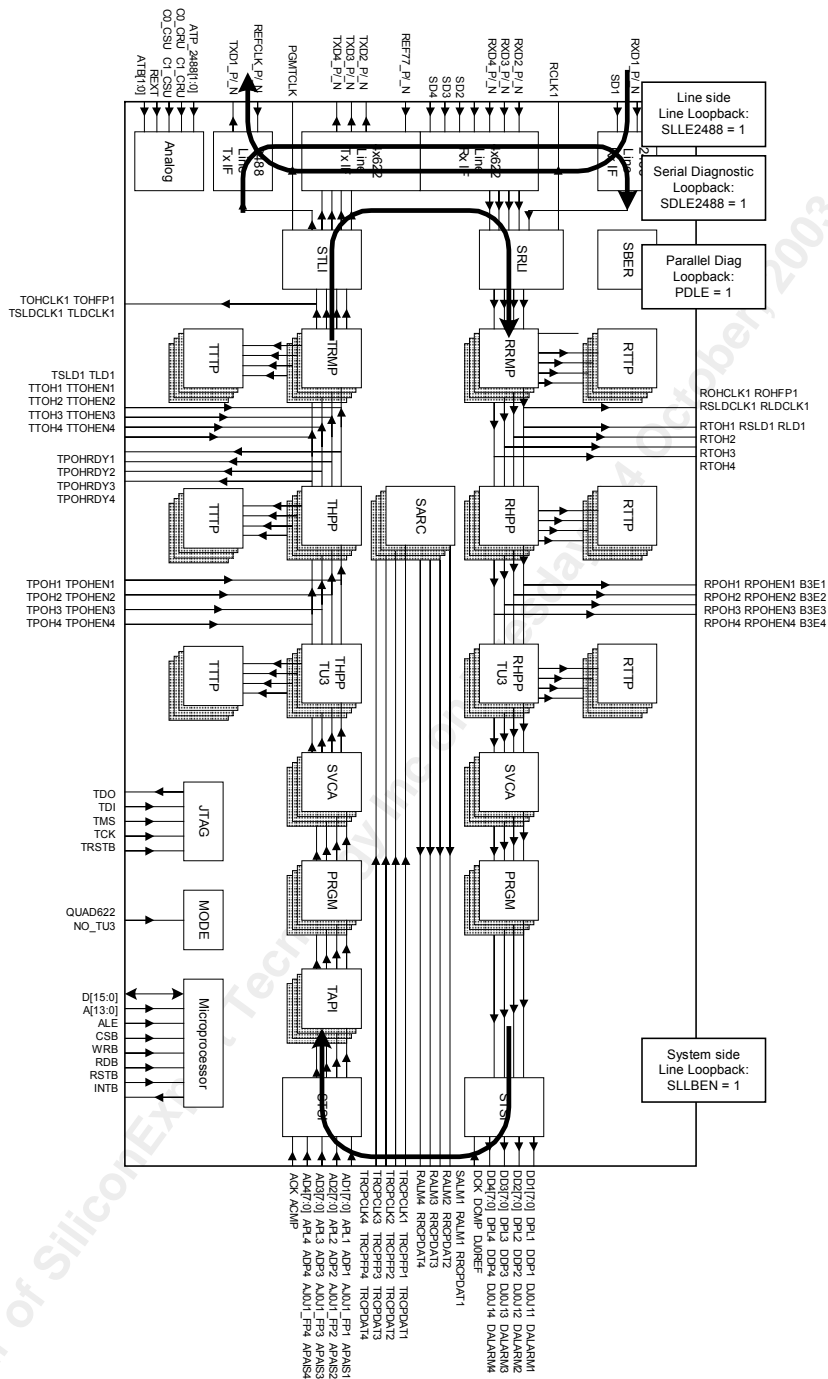 ATP_2488[1:0]
C0_CRU C1_CRU
C0_CSU C1_CSU
REXT
ATB[1:0]
REFCLK_P/_N
TXD1_P/_N
PGMTCLK
TXD2_P/_N
TXD3_P/_N
TXD4_P/_N
REF77_P/_N
SD2
SD3
SD4
RXD2_P/_N
RXD3_P/_N
RXD4_P/_N
RCLK1
RXD1_P/_N
SD1
Line side
Line Loopback:
SLLE2488 = 1
Serial Diagnostic
Loopback:
SDLE2488 = 1
Parallel Diag
Loopback:
PDLE = 1
System side
Line Loopback:
SLLBEN = 1
Analog
Line
Tx IF
4x622
Line
Tx IF
4x622
Line
Rx IF
Line
Rx IF
STLI
SRLI
SBER
TOHCLK1 TOHFP1
TSLDCLK1 TLDCLK1
TTTP
TRMP
RRMP
RTTP
TSLD1 TLD1
TTOH1 TTOHEN1
TTOH2 TTOHEN2
TTOH3 TTOHEN3
TTOH4 TTOHEN4
ROHCLK1 ROHFP1
RSLDCLK1 RLDCLK1
RTOH1 RSLD1 RLD1
RTOH2
RTOH3
RTOH4
TPOHRDY1
TPOHRDY2
TPOHRDY3
TPOHRDY4
TTTP
THPP
SARC
RHPP
RTTP
TPOH1 TPOHEN1
TPOH2 TPOHEN2
TPOH3 TPOHEN3
TPOH4 TPOHEN4
RPOH1 RPOHEN1 B3E1
RPOH2 RPOHEN2 B3E2
RPOH3 RPOHEN3 B3E3
RPOH4 RPOHEN4 B3E4
TTTP
THPP
TU3
RHPP
TU3
RTTP
SVCA
SVCA
TDO
TDI
TMS
TCK
TRSTB
JTAG
PRGM
PRGM
QUAD622
NO_TU3
MODE
TAPI
D[15:0]
A[13:0]
ALE
CSB
WRB
RDB
RSTB
INTB
Microprocessor
STSI
STSI
DD1[7:0] DPL1 DDP1 DJ0J11 DALARM1
DD2[7:0] DPL2 DDP2 DJ0J12 DALARM2
DD3[7:0] DPL3 DDP3 DJ0J13 DALARM3
DD4[7:0] DPL4 DDP4 DJ0J14 DALARM4
DCK DCMP DJ0REF
SALM1 RALM1 RRCPDAT1
RALM2 RRCPDAT2
RALM3 RRCPDAT3
RALM4 RRCPDAT4
TRCPCLK1 TRCPFP1 TRCPDAT1
TRCPCLK2 TRCPFP2 TRCPDAT2
TRCPCLK3 TRCPFP3 TRCPDAT3
TRCPCLK4 TRCPFP4 TRCPDAT4
AD1[7:0] APL1 ADP1 AJ0J1_FP1 APAIS1
AD2[7:0] APL2 ADP2 AJ0J1_FP2 APAIS2
AD3[7:0] APL3 ADP3 AJ0J1_FP3 APAIS3
AD4[7:0] APL4 ADP4 AJ0J1_FP4 APAIS4
ACK ACMP